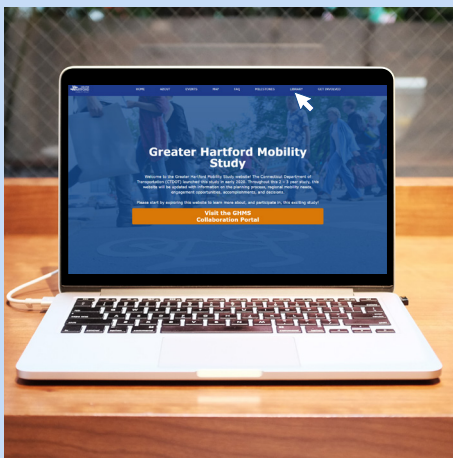 HOME ABOUT EVENTS MAP FAQ MILESTONES LIBRARY GET INVOLVED
Greater Hartford Mobility
Study
Welcome to the Greater Hartford Mobility Study website! The Connecticut Department of
Transportation (CTDOT) launched this study in early 2020. Throughout this 2 – 3 year study, this
website will be updated with information on the planning process, regional mobility needs,
engagement opportunities, accomplishments, and decisions.
Please start by exploring this website to learn more about, and participate in, this exciting study!
Visit the GHMS
Collaboration Portal